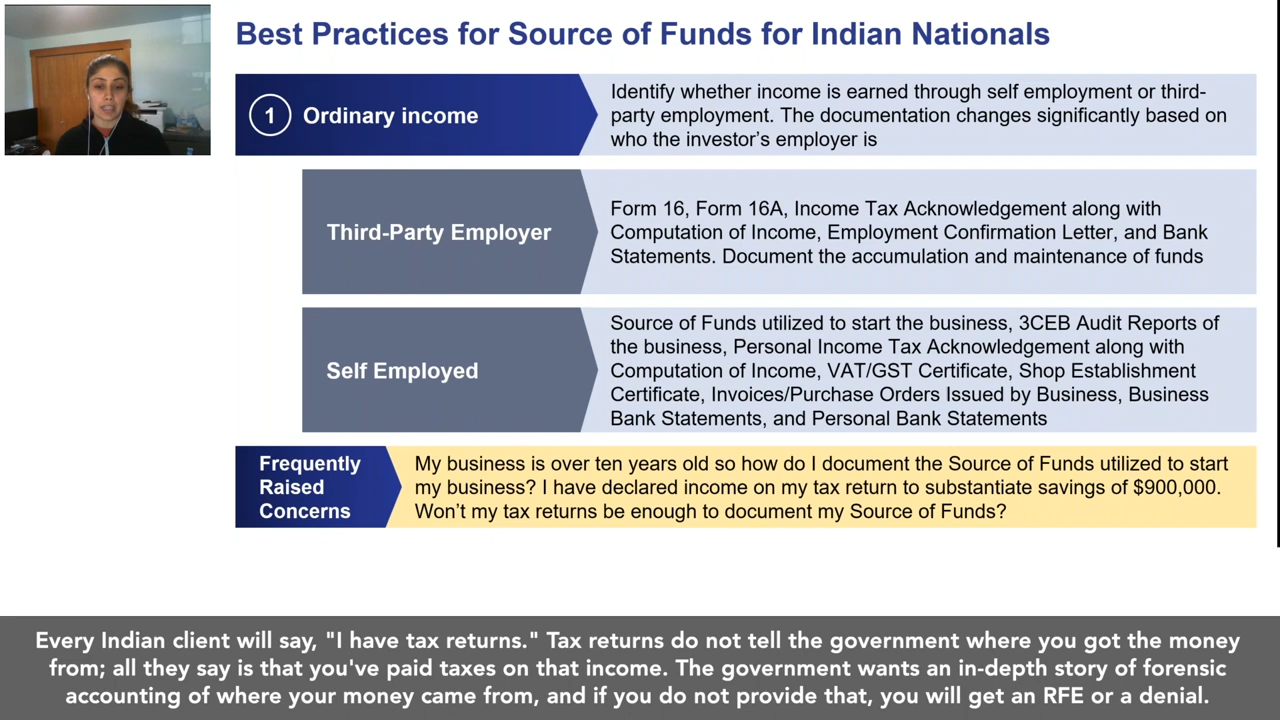 Best Practices for Source of Funds for Indian Nationals
1
Ordinary income
Identify whether income is earned through self employment or third-
party employment. The documentation changes significantly based on
who the investor's employer is
Third-Party Employer
Form 16, Form 16A, Income Tax Acknowledgement along with
Computation of Income, Employment Confirmation Letter, and Bank
Statements. Document the accumulation and maintenance of funds
Self Employed
Source of Funds utilized to start the business, 3CEB Audit Reports of
the business, Personal Income Tax Acknowledgement along with
Computation of Income, VAT/GST Certificate, Shop Establishment
Certificate, Invoices/Purchase Orders Issued by Business, Business
Bank Statements, and Personal Bank Statements
Frequently
Raised
Concerns
My business is over ten years old so how do I document the Source of Funds utilized to start
my business? I have declared income on my tax return to substantiate savings of $900,000.
Won't my tax returns be enough to document my Source of Funds?
Every Indian client will say, "I have tax returns." Tax returns do not tell the government where you got the money
from; all they say is that you've paid taxes on that income. The government wants an in-depth story of forensic
accounting of where your money came from, and if you do not provide that, you will get an RFE or a denial.